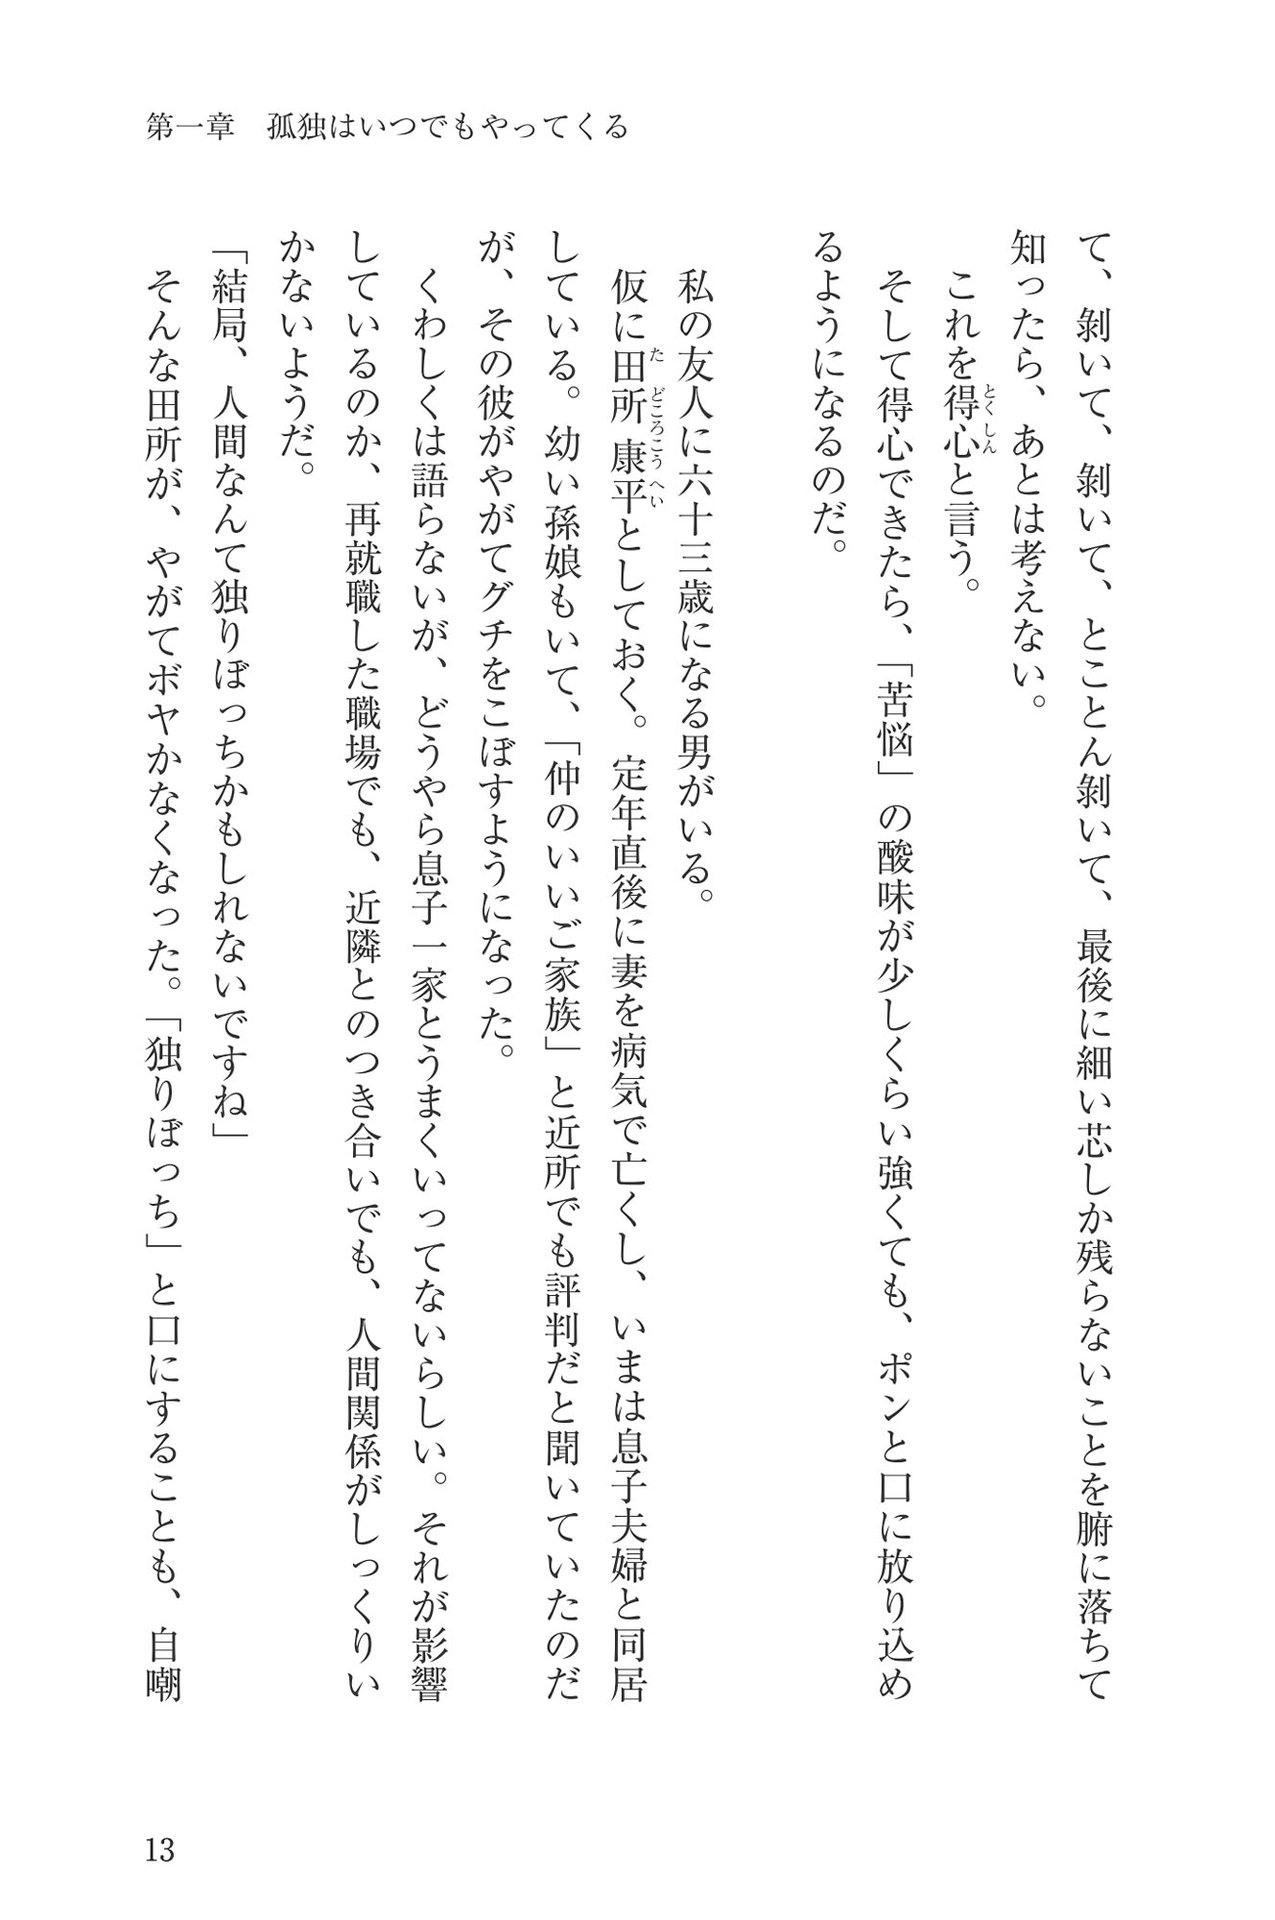 第一章　孤独はいつでもやってくる
て、剝いて、剝いて、とことん剝いて、最後に細い芯しか残らないことを腑に落ちて
知ったら、あとは考えない。
これを得心と言う。
とくしん
そして得心できたら、「苦悩」の酸味が少しくらい強くても、ポンと口に放り込め
るようになるのだ。
私の友人に六十三歳になる男がいる。
仮に田所康平としておく。定年直後に妻を病気で亡くし、いまは息子夫婦と同居
た どころこうへい
している。幼い孫娘もいて、「仲のいいご家族」と近所でも評判だと聞いていたのだ
が、その彼がやがてグチをこぼすようになった。
くわしくは語らないが、どうやら息子一家とうまくいってないらしい。それが影響
しているのか、再就職した職場でも、近隣とのつき合いでも、人間関係がしっくりい
かないようだ。
「結局、人間なんて独りぼっちかもしれないですね」
そんな田所が、やがてボヤかなくなった。「独りぼっち」と口にすることも、自嘲
13